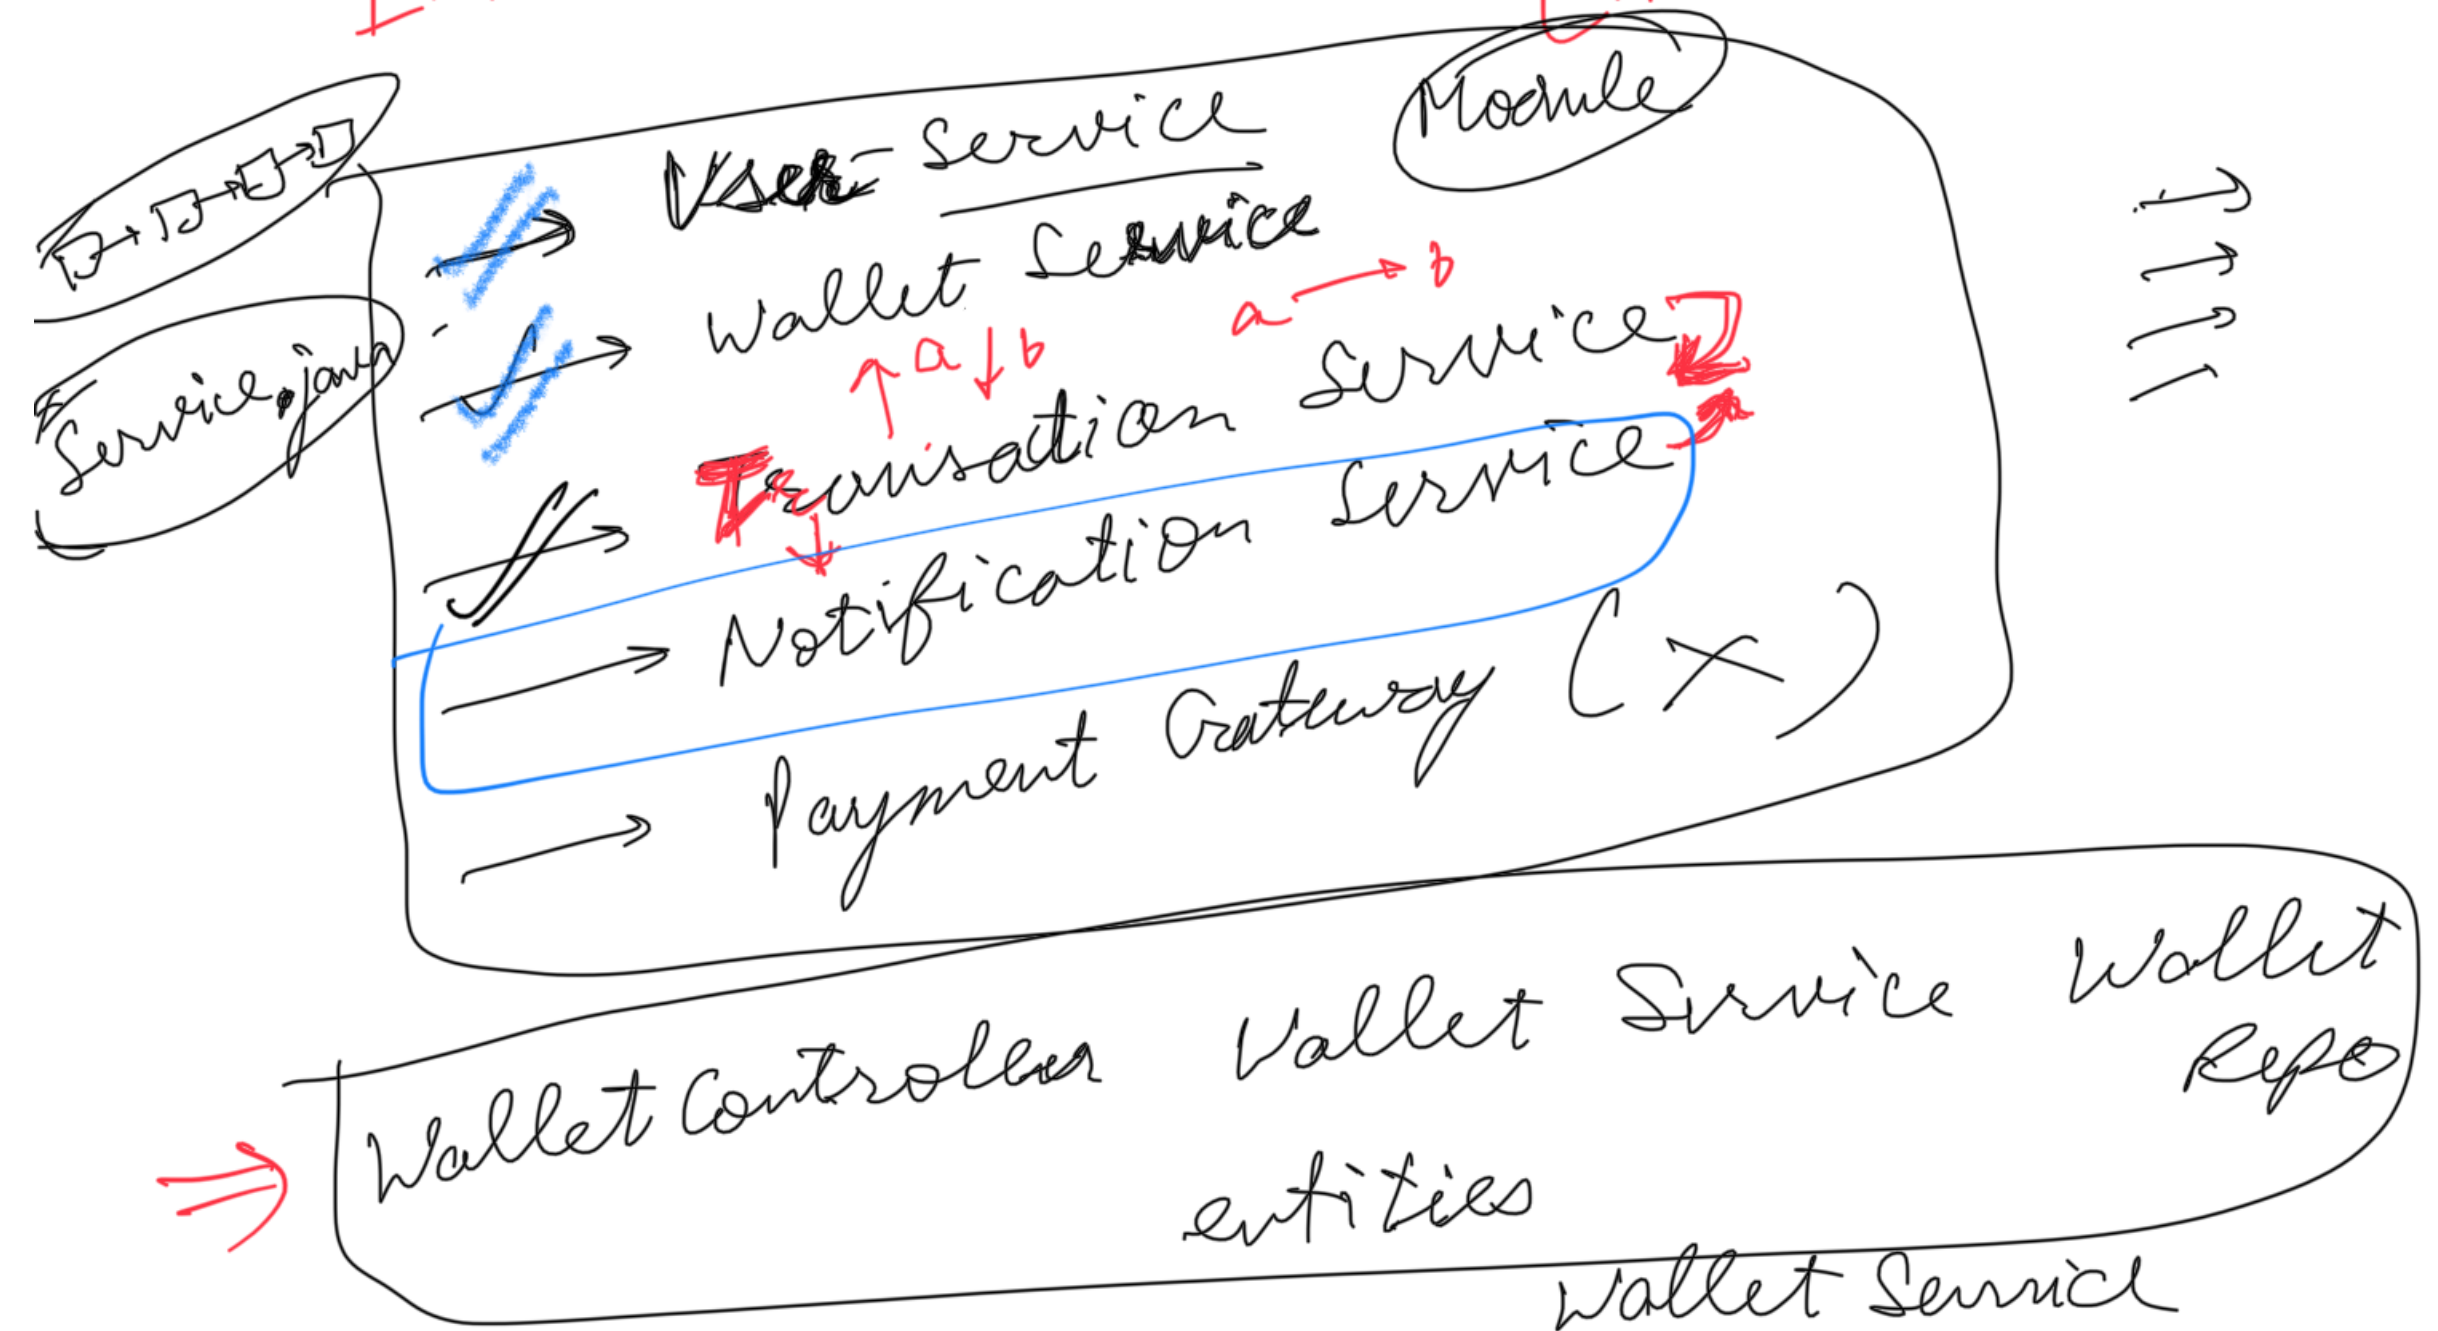 Module
User - Service
Wallet Service
a → b
↑ a ↓ b
Service.java
Transation Service
Notification Service
Payment Gateway (X)
Wallet Controller Wallet Service Wallet Repo
entities
Wallet Service